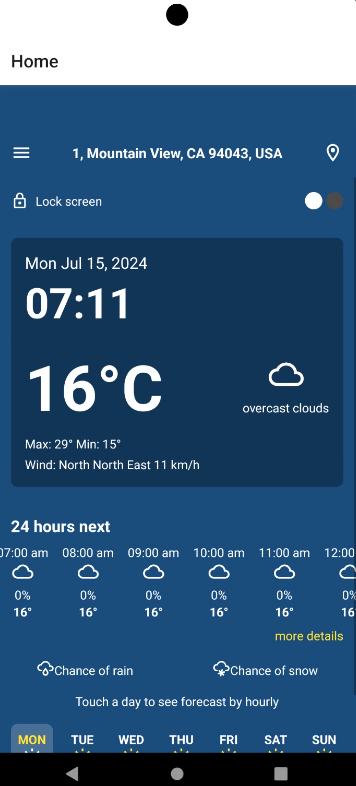 Home
1, Mountain View, CA 94043, USA
Lock screen
Mon Jul 15, 2024
07:11
16°C
overcast clouds
Max: 29° Min: 15°
Wind: North North East 11 km/h
24 hours next
07:00 am 08:00 am 09:00 am 10:00 am 11:00 am 12:00
0% 0% 0% 0% 0% 0%
16° 16° 16° 16° 16° 16°
more details
Chance of rain Chance of snow
Touch a day to see forecast by hourly
MON TUE WED THU FRI SAT SUN